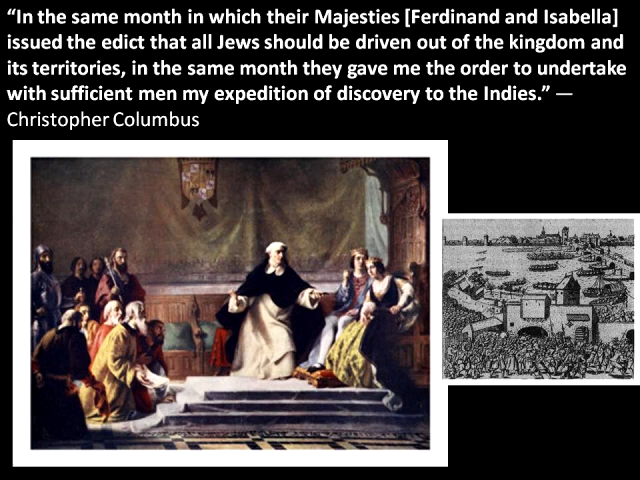 “In the same month in which their Majesties [Ferdinand and Isabella]
issued the edict that all Jews should be driven out of the kingdom and
its territories, in the same month they gave me the order to undertake
with sufficient men my expedition of discovery to the Indies.” —
Christopher Columbus